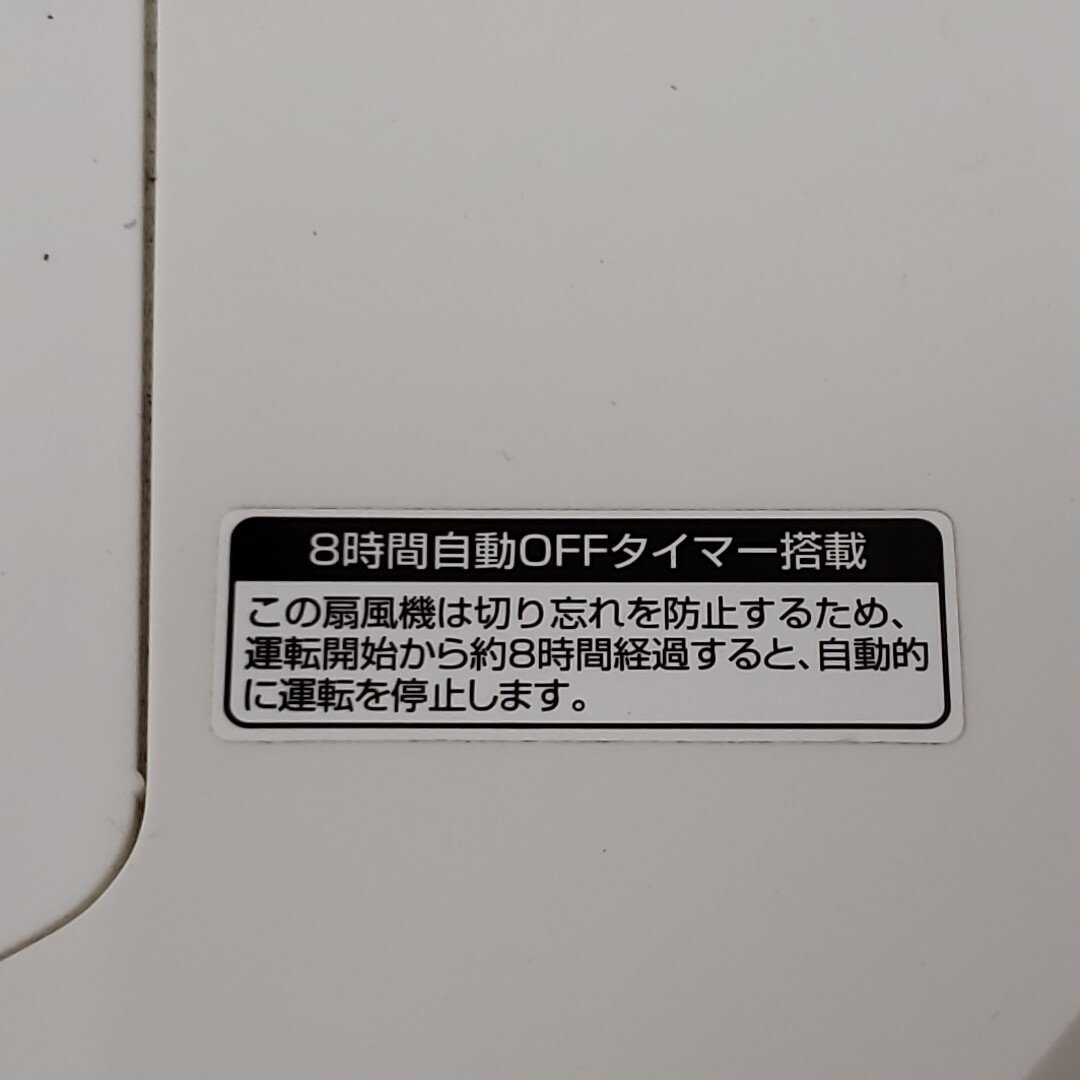 8時間自動OFFタイマー搭載
この扇風機は切り忘れを防止するため、
運転開始から約8時間経過すると、自動的
に運転を停止します。